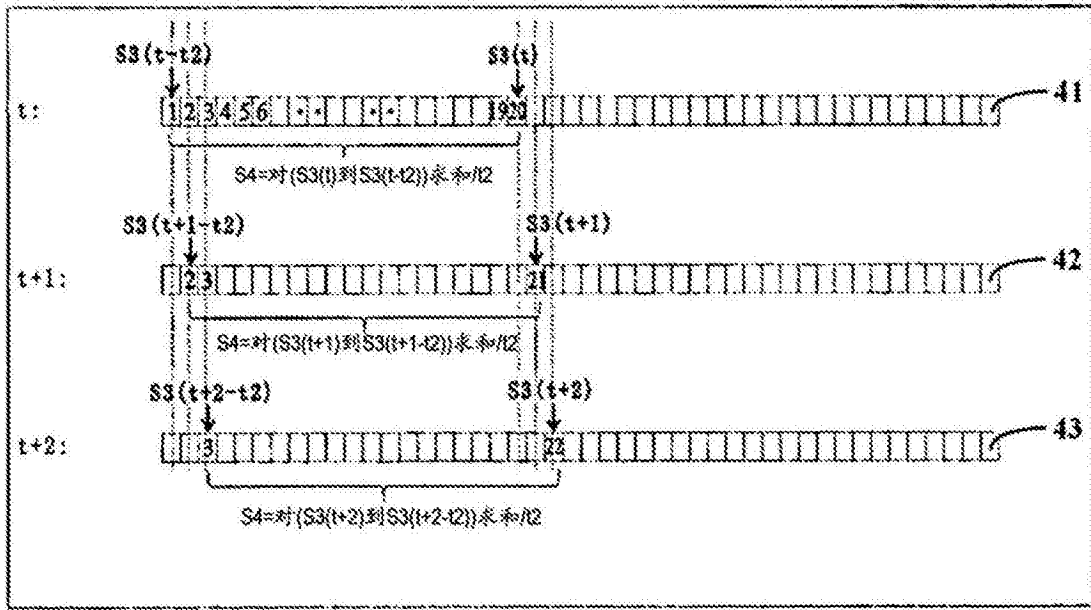 S3(t-t2) S3(t)
t: 1 2 3 4 5 6 ·· ·· 19 20 41
S4=对(S3(t)到S3(t-t2))求和/t2
S3(t+1-t2) S3(t+1)
t+1: 2 3 21 42
S4=对(S3(t+1)到S3(t+1-t2))求和/t2
S3(t+2-t2) S3(t+2)
t+2: 3 22 43
S4=对(S3(t+2)到S3(t+2-t2))求和/t2